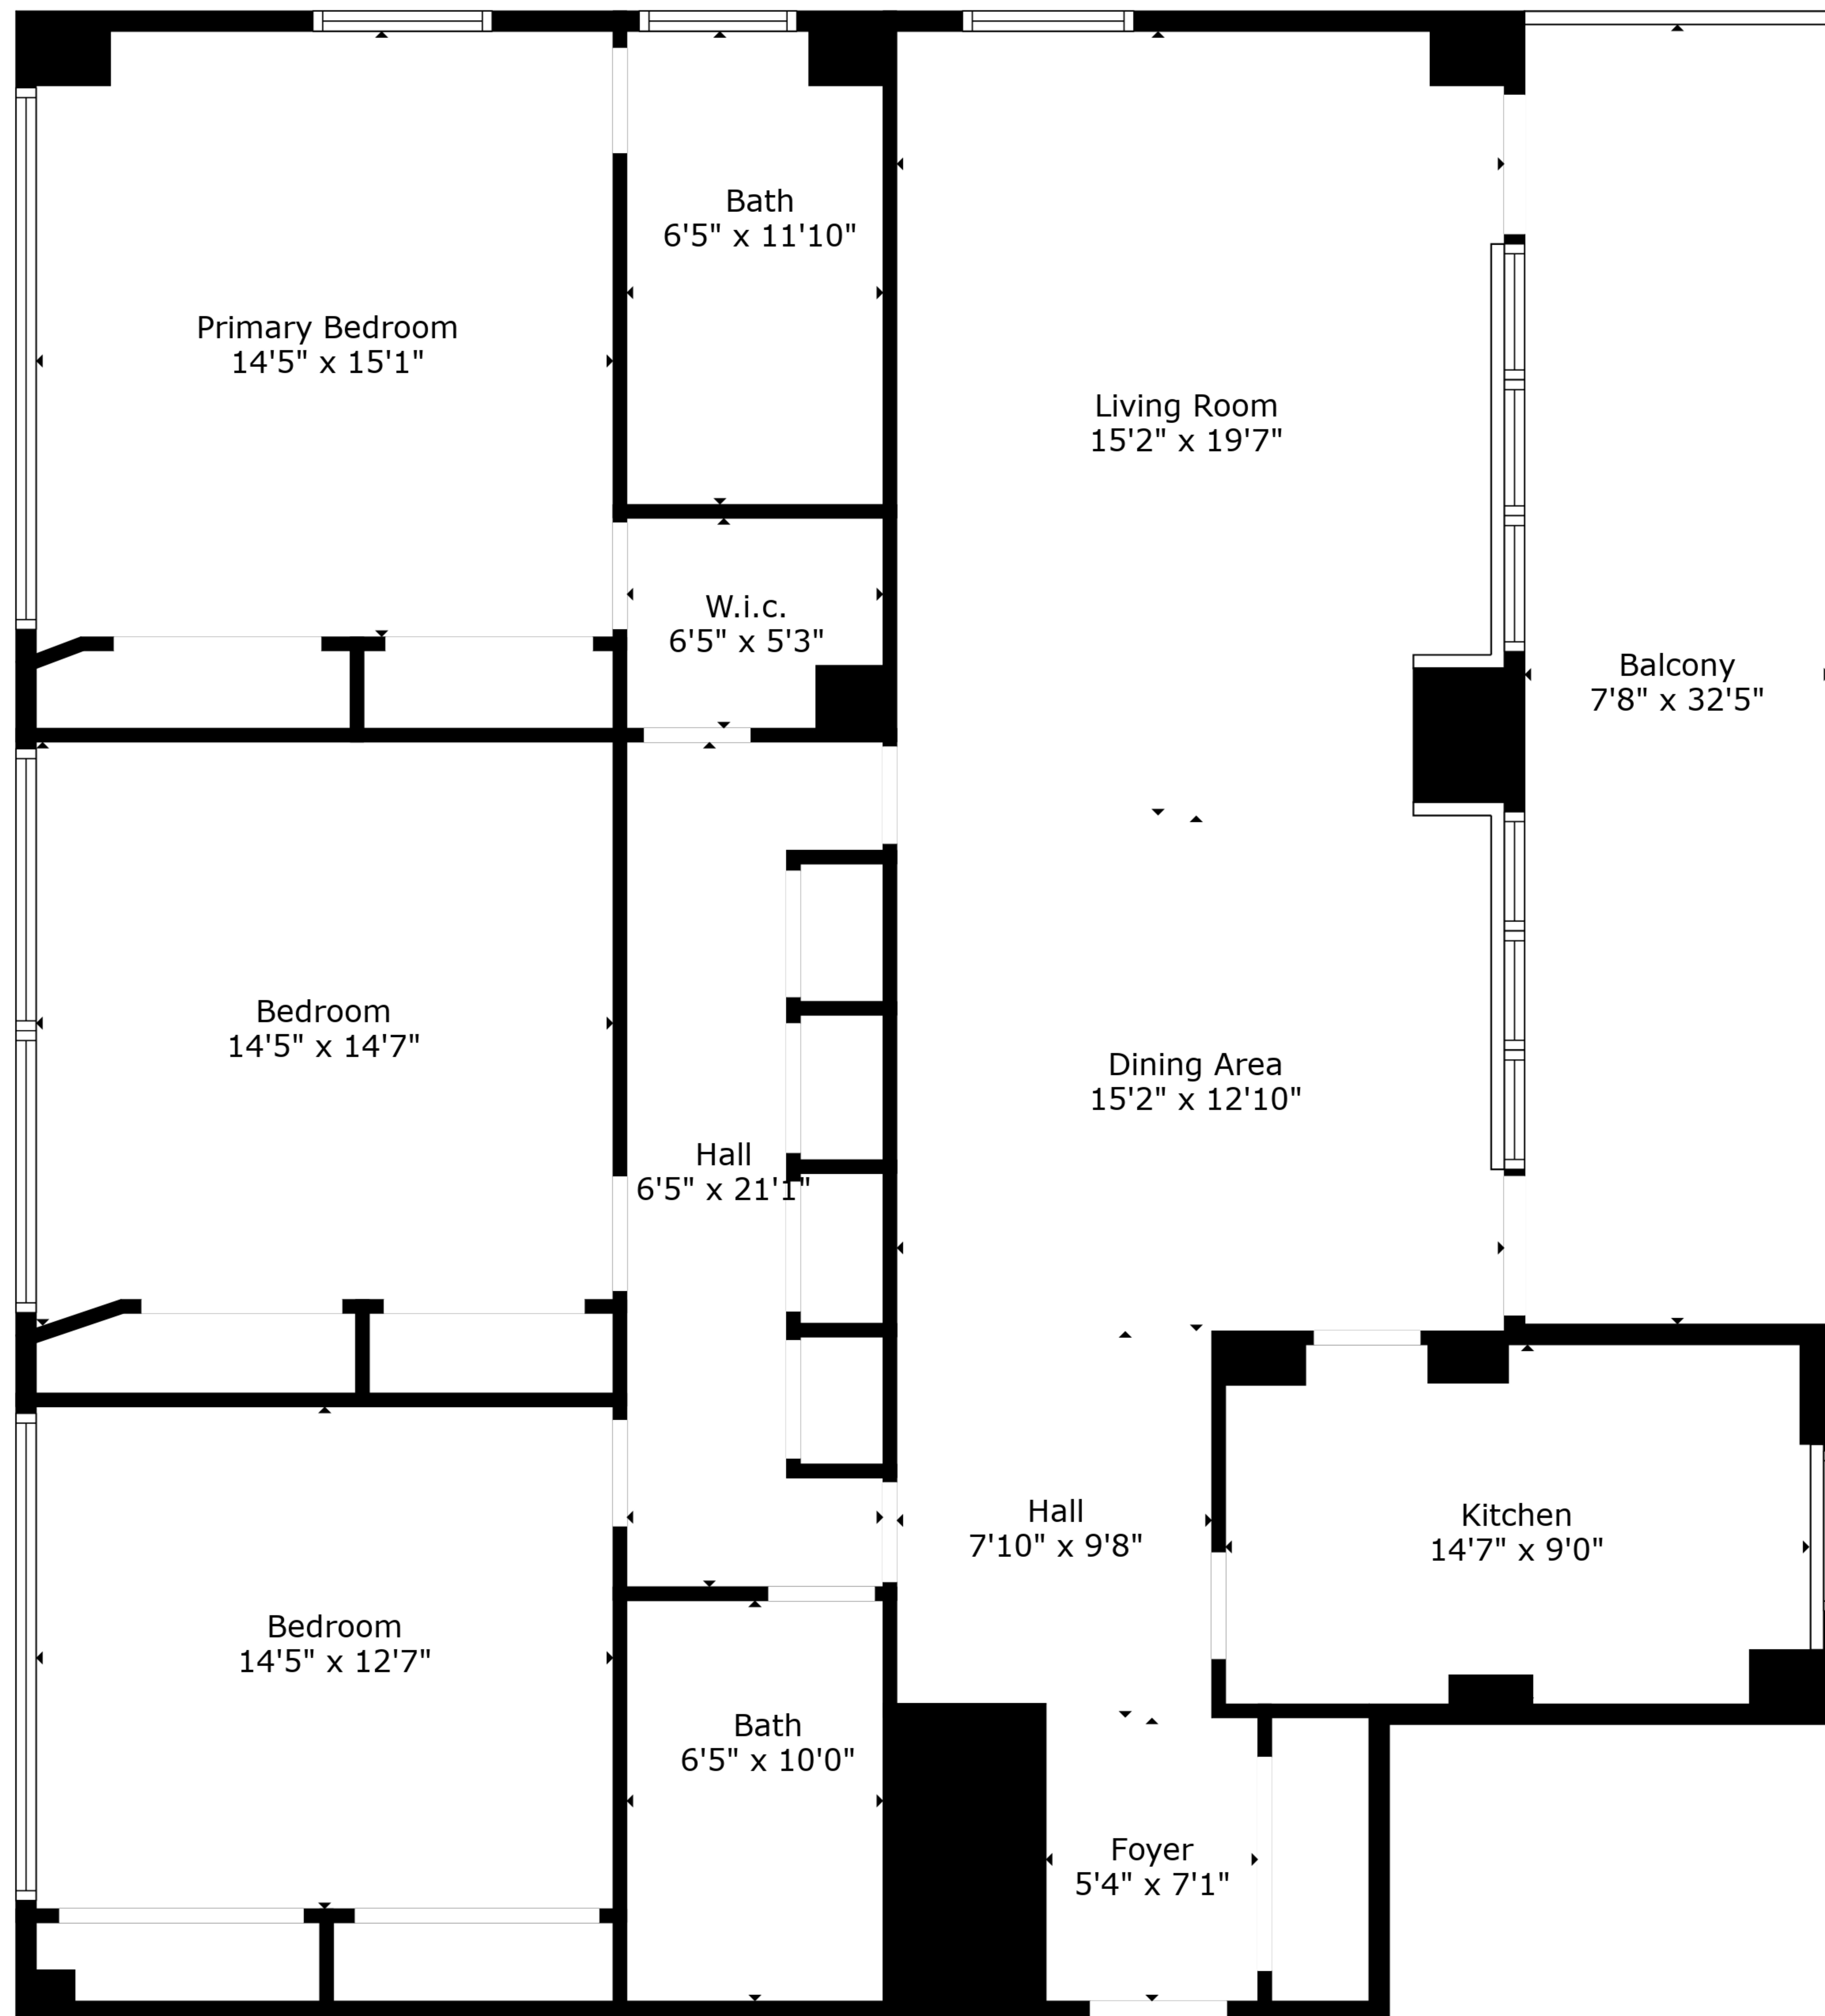 Bath
6'5" x 11'10"
Primary Bedroom
14'5" x 15'1"
Living Room
15'2" x 19'7"
W.i.c.
6'5" x 5'3"
Balcony
7'8" x 32'5"
Bedroom
14'5" x 14'7"
Dining Area
15'2" x 12'10"
Hall
6'5" x 21'1"
Hall
7'10" x 9'8"
Kitchen
14'7" x 9'0"
Bedroom
14'5" x 12'7"
Bath
6'5" x 10'0"
Foyer
5'4" x 7'1"